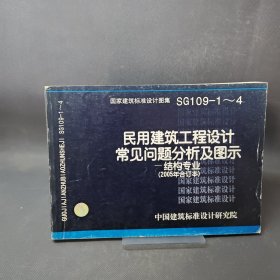 国家建筑标准设计图集 SG109-1～4
民用建筑工程设计
常见问题分析及图示
结构专业
(2005年合订本)
国家建筑标准设计
国家建筑标准设计
国家建筑标准设计
国家建筑标准设计
中国建筑标准设计研究院
GUOJIAJIANZHUBIAOZHUNSHEJI SG109-1～4